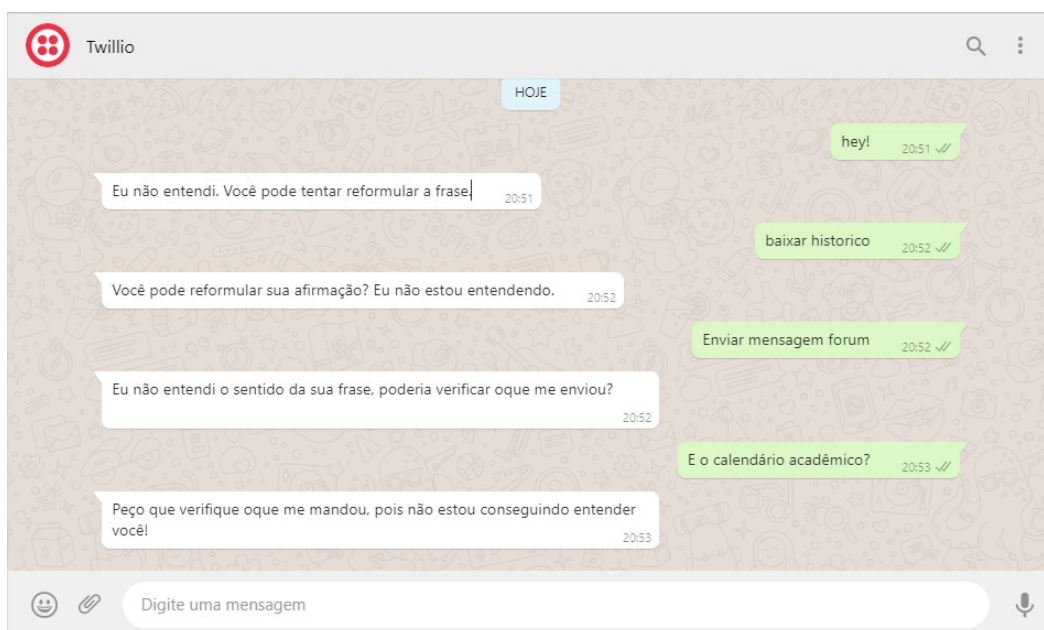 Twillio
HOJE
hey!
20:51
Eu não entendi. Você pode tentar reformular a frase.
20:51
baixar historico
20:52
Você pode reformular sua afirmação? Eu não estou entendendo.
20:52
Enviar mensagem forum
20:52
Eu não entendi o sentido da sua frase, poderia verificar oque me enviou?
20:52
E o calendário acadêmico?
20:53
Peço que verifique oque me mandou, pois não estou conseguindo entender
você!
20:53
Digite uma mensagem